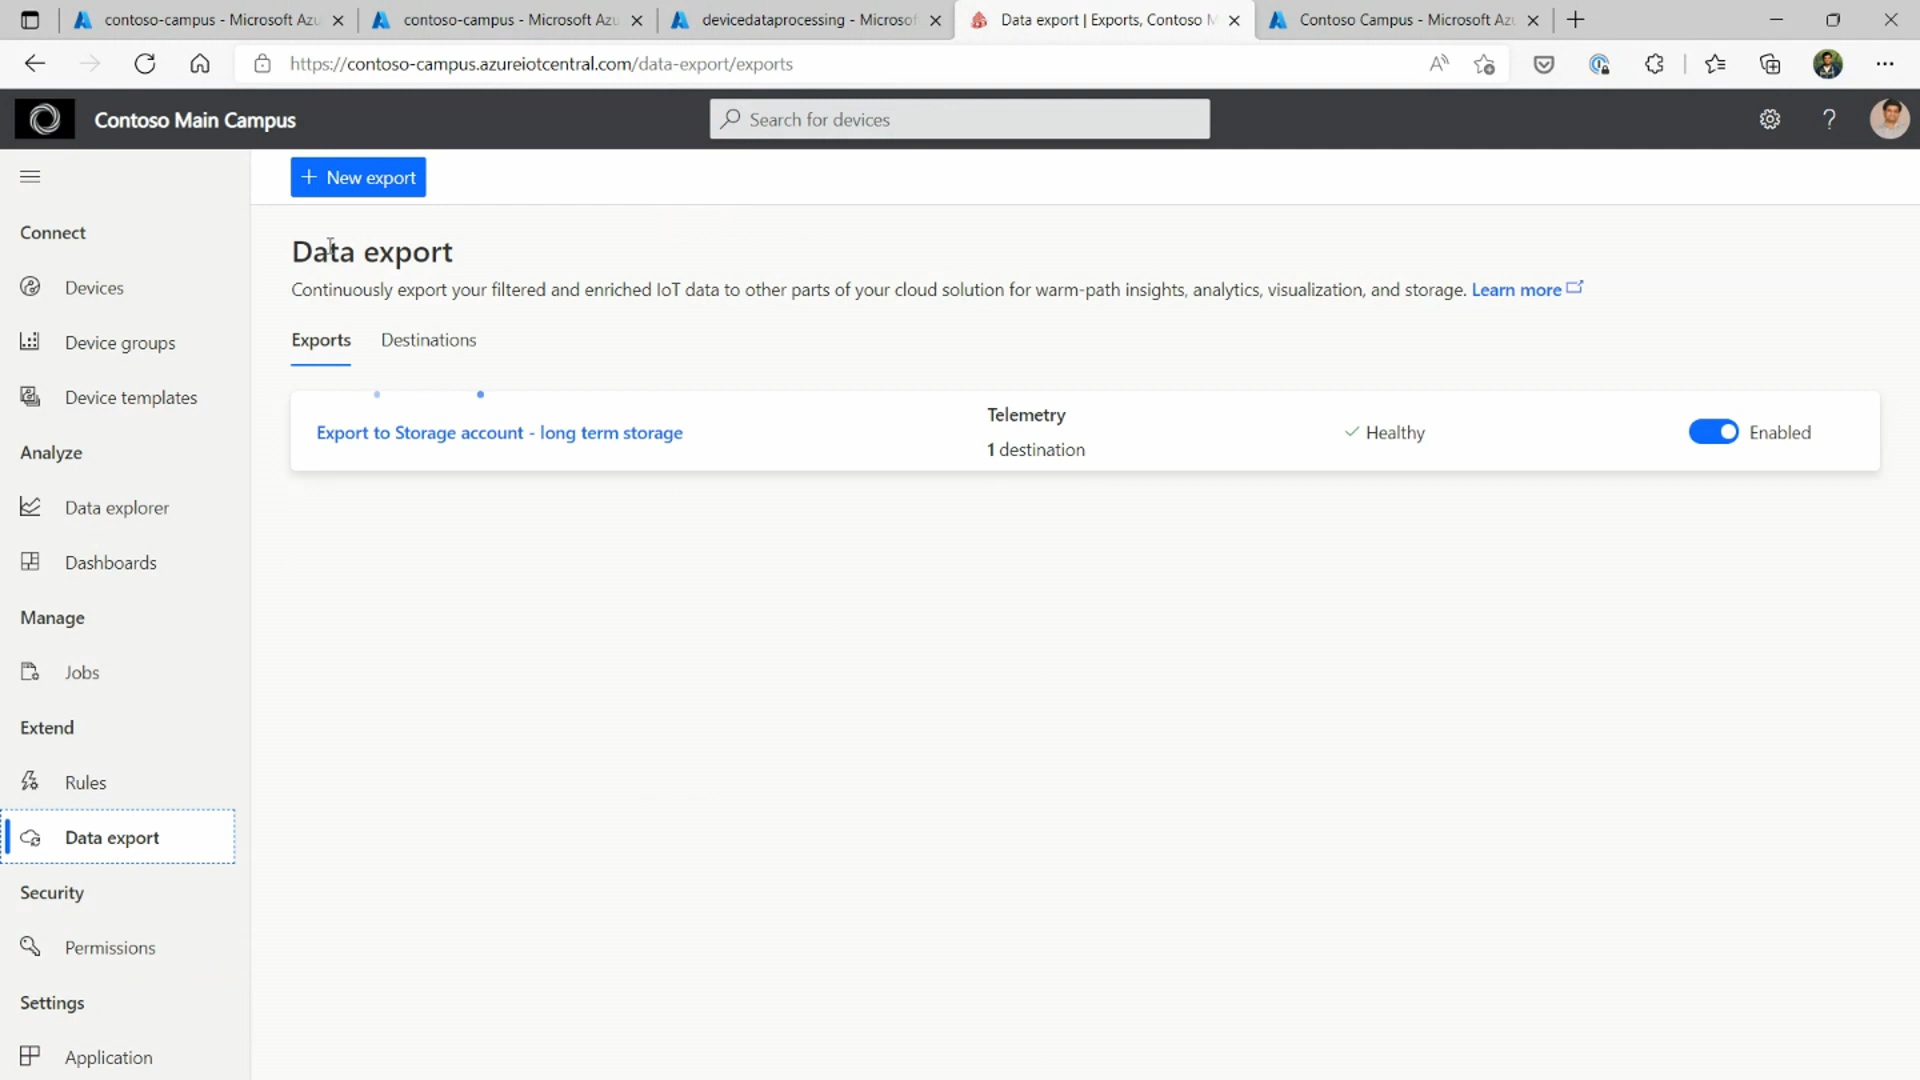 contoso-campus - Microsoft Azu
contoso-campus - Microsoft Azu
devicedataprocessing - Microsof
Data export | Exports, Contoso M
Contoso Campus - Microsoft Azu
https://contoso-campus.azureiotcentral.com/data-export/exports
Contoso Main Campus
Search for devices
New export
Connect
Devices
Device groups
Device templates
Analyze
Data explorer
Dashboards
Manage
Jobs
Extend
Rules
Data export
Security
Permissions
Settings
Application
Data export
Continuously export your filtered and enriched IoT data to other parts of your cloud solution for warm-path insights, analytics, visualization, and storage. Learn more
Exports
Destinations
Export to Storage account - long term storage
Telemetry
1 destination
Healthy
Enabled